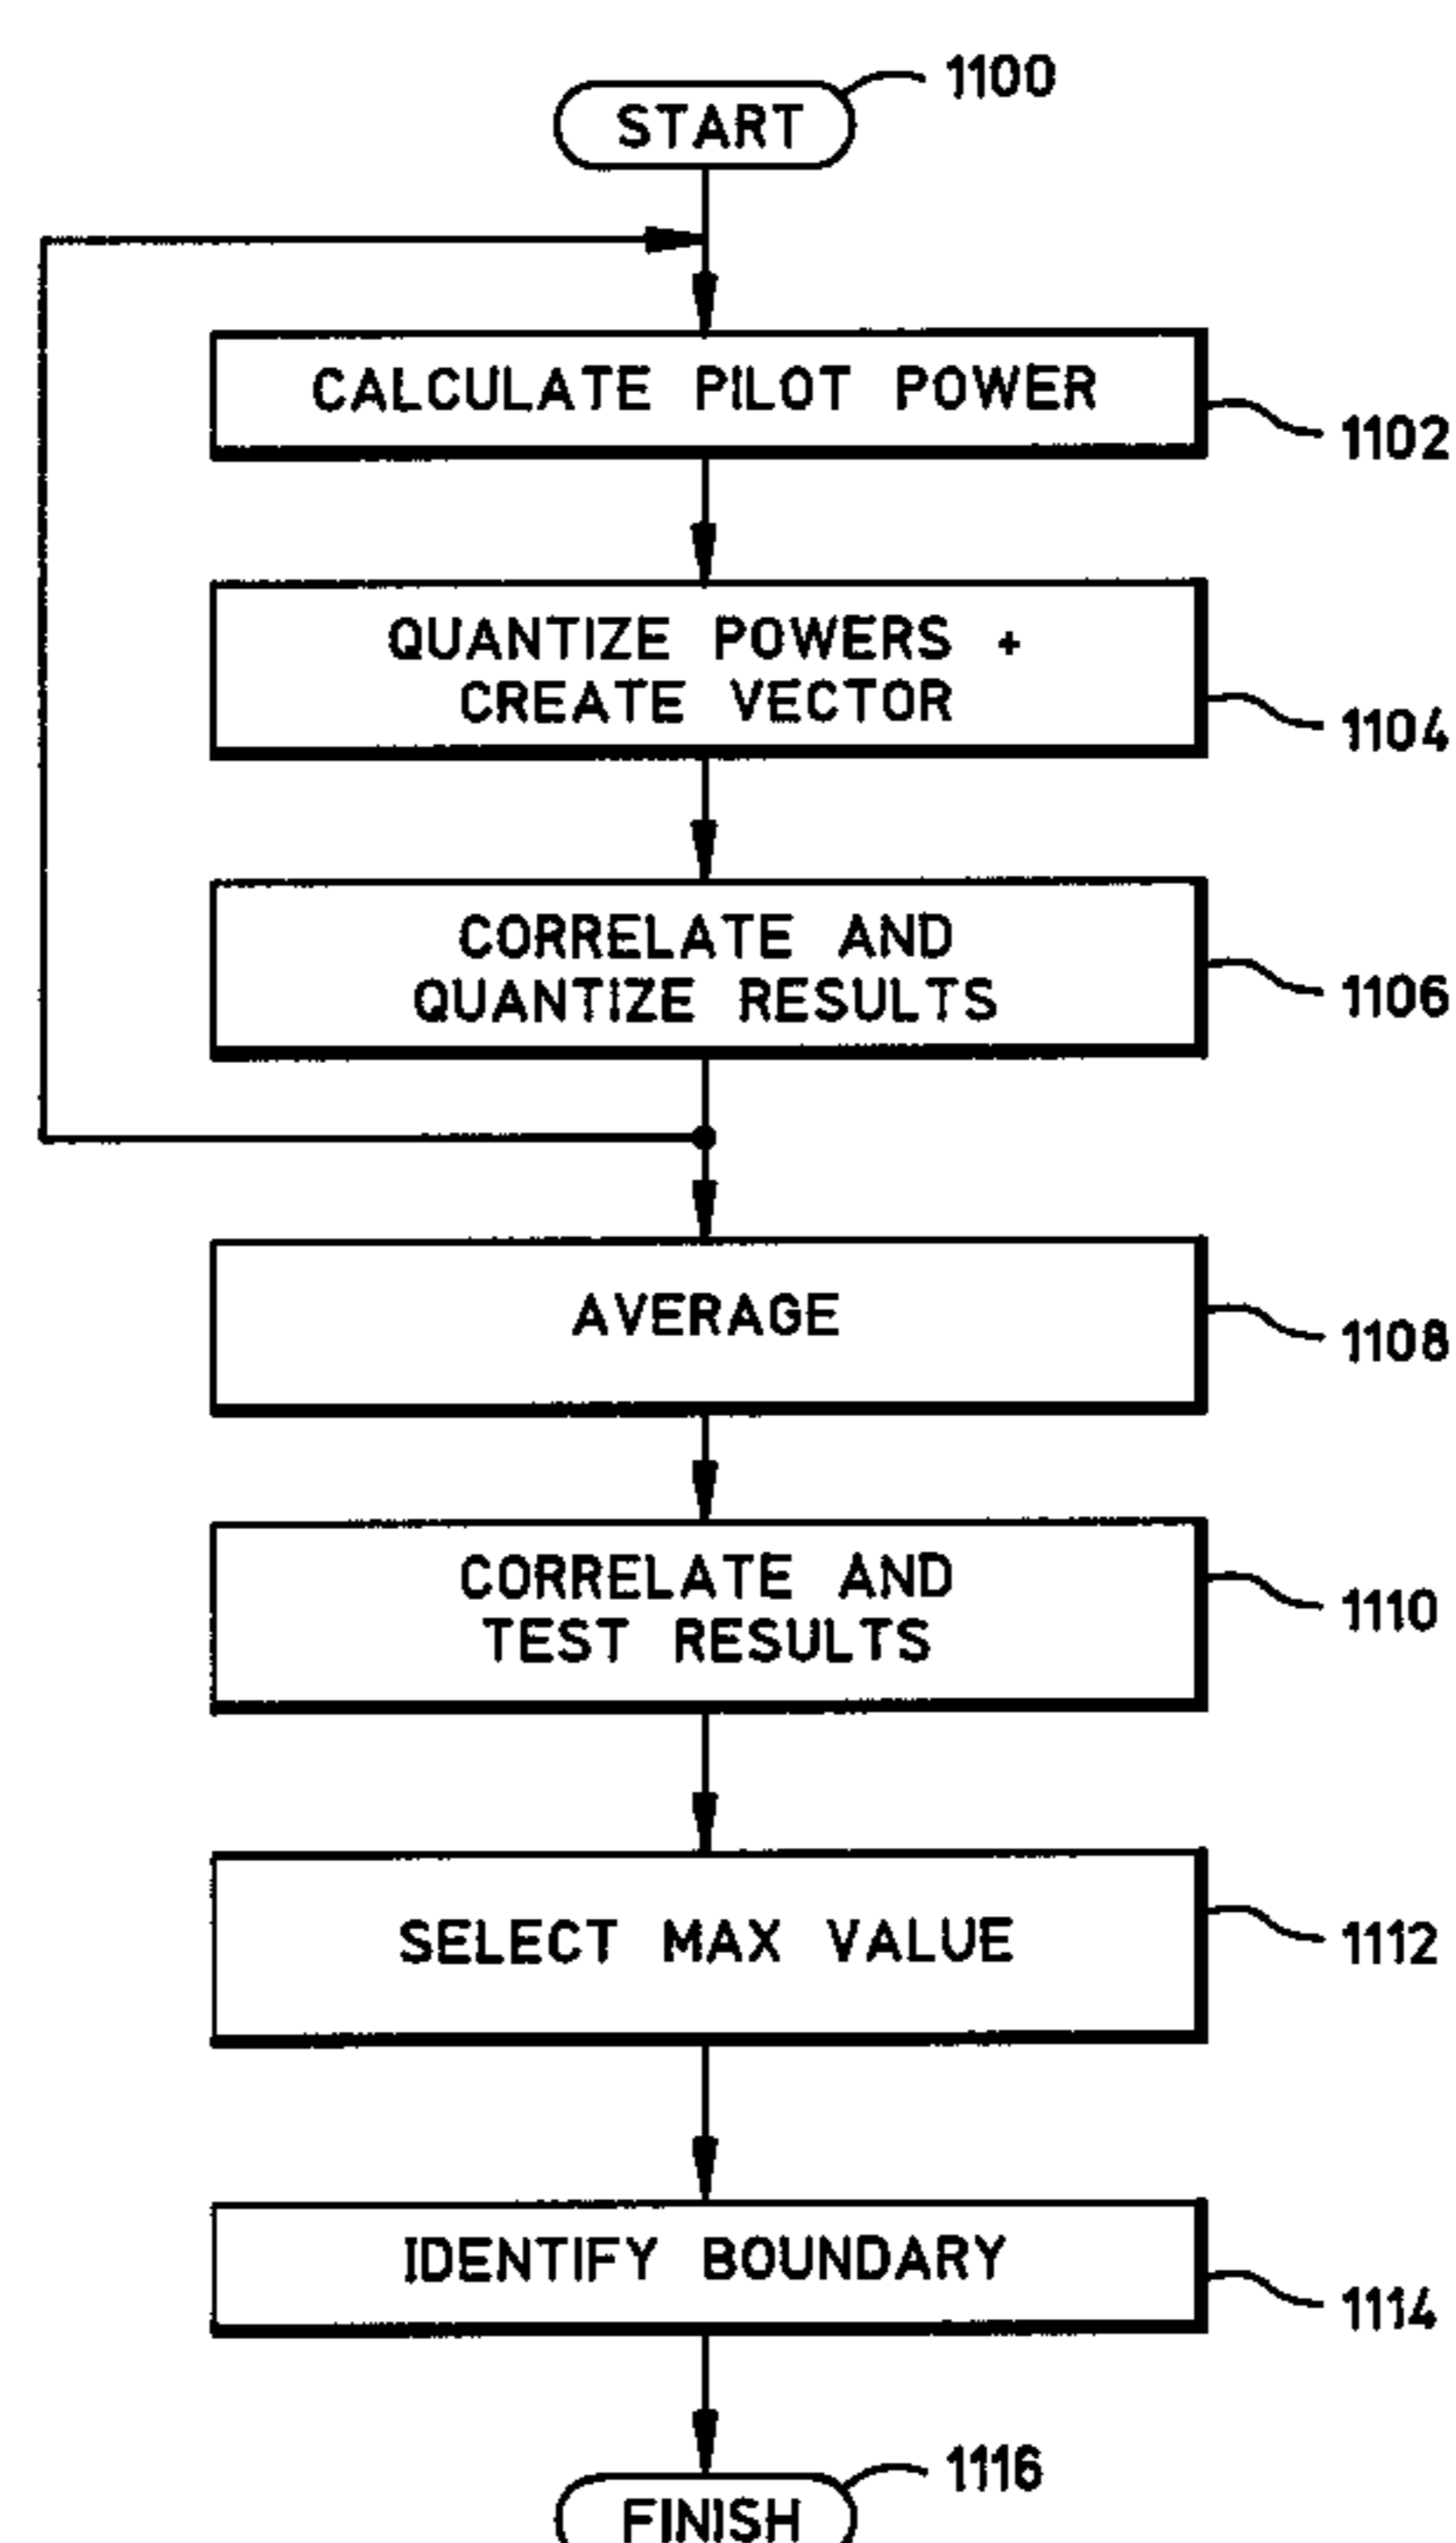 START
1100
CALCULATE PILOT POWER
1102
QUANTIZE POWERS +
CREATE VECTOR
1104
CORRELATE AND
QUANTIZE RESULTS
1106
AVERAGE
1108
CORRELATE AND
TEST RESULTS
1110
SELECT MAX VALUE
1112
IDENTIFY BOUNDARY
1114
1116
FINISH